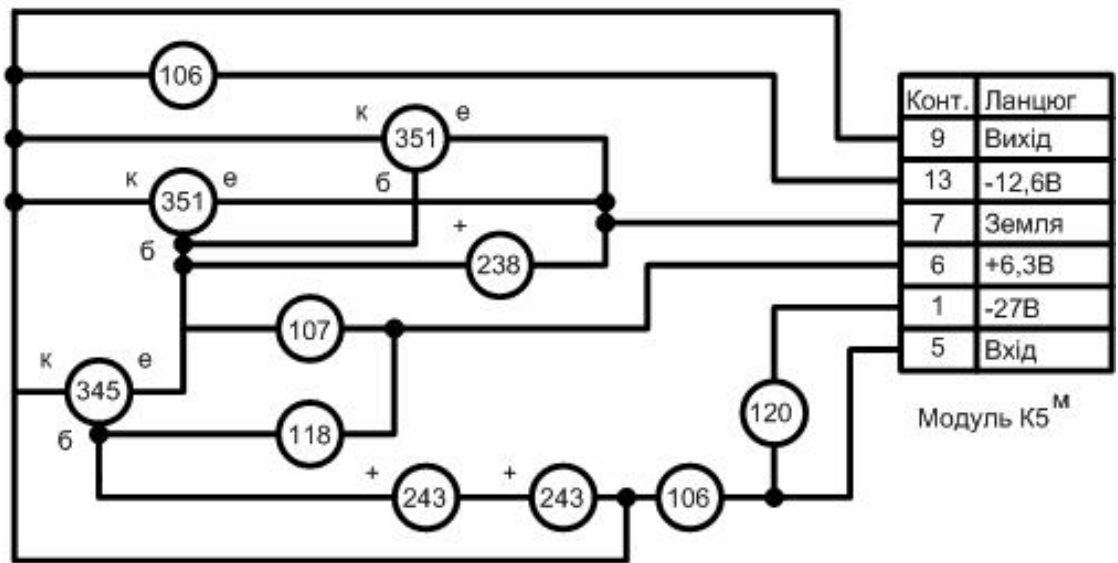 106
Конт. Ланцюг
к 351 е
9 Вихід
к 351 е б
13 -12,6В
7 Земля
б + 238
6 +6,3В
107
1 -27В
к 345 е
5 Вхід
120
Модуль К5 м
б 118
+ 243 + 243 106